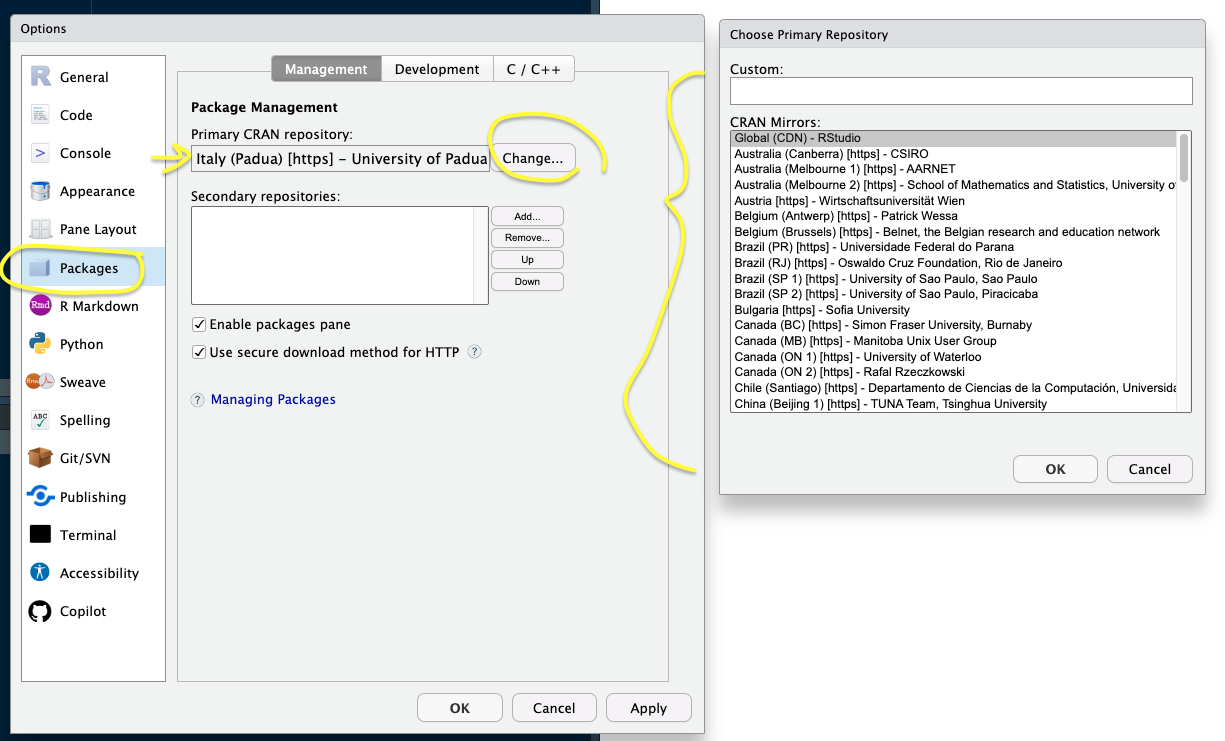 Options
General
Code
Console
Appearance
Pane Layout
Packages
Rmd R Markdown
Python
Sweave
ABC Spelling
Git/SVN
Publishing
Terminal
Accessibility
Copilot
Management Development C / C++
Package Management
Primary CRAN repository:
Italy (Padua) [https] – University of Padua Change...
Secondary repositories:
Add...
Remove...
Up
Down
Enable packages pane
Use secure download method for HTTP ?
? Managing Packages
OK Cancel Apply
Choose Primary Repository
Custom:
CRAN Mirrors:
Global (CDN) - RStudio
Australia (Canberra) [https] - CSIRO
Australia (Melbourne 1) [https] - AARNET
Australia (Melbourne 2) [https] - School of Mathematics and Statistics, University o
Austria [https] - Wirtschaftsuniversität Wien
Belgium (Antwerp) [https] - Patrick Wessa
Belgium (Brussels) [https] - Belnet, the Belgian research and education network
Brazil (PR) [https] - Universidade Federal do Parana
Brazil (RJ) [https] - Oswaldo Cruz Foundation, Rio de Janeiro
Brazil (SP 1) [https] - University of Sao Paulo, Sao Paulo
Brazil (SP 2) [https] - University of Sao Paulo, Piracicaba
Bulgaria [https] - Sofia University
Canada (BC) [https] - Simon Fraser University, Burnaby
Canada (MB) [https] - Manitoba Unix User Group
Canada (ON 1) [https] - University of Waterloo
Canada (ON 2) [https] - Rafal Rzeczkowski
Chile (Santiago) [https] - Departamento de Ciencias de la Computación, Universida
China (Beijing 1) [https] - TUNA Team, Tsinghua University
OK Cancel